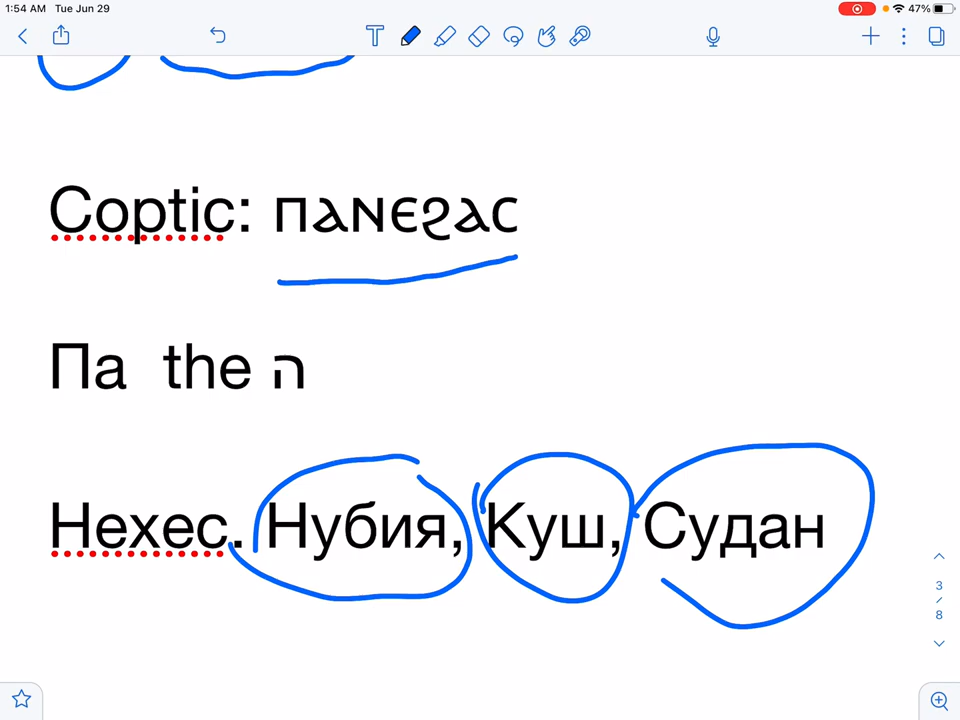 1:54 AM Tue Jun 29
47%
Coptic: ⲡⲁⲛⲉϩⲁⲥ
Па the ה
Нехес. Нубия, Куш, Судан
3
/
8